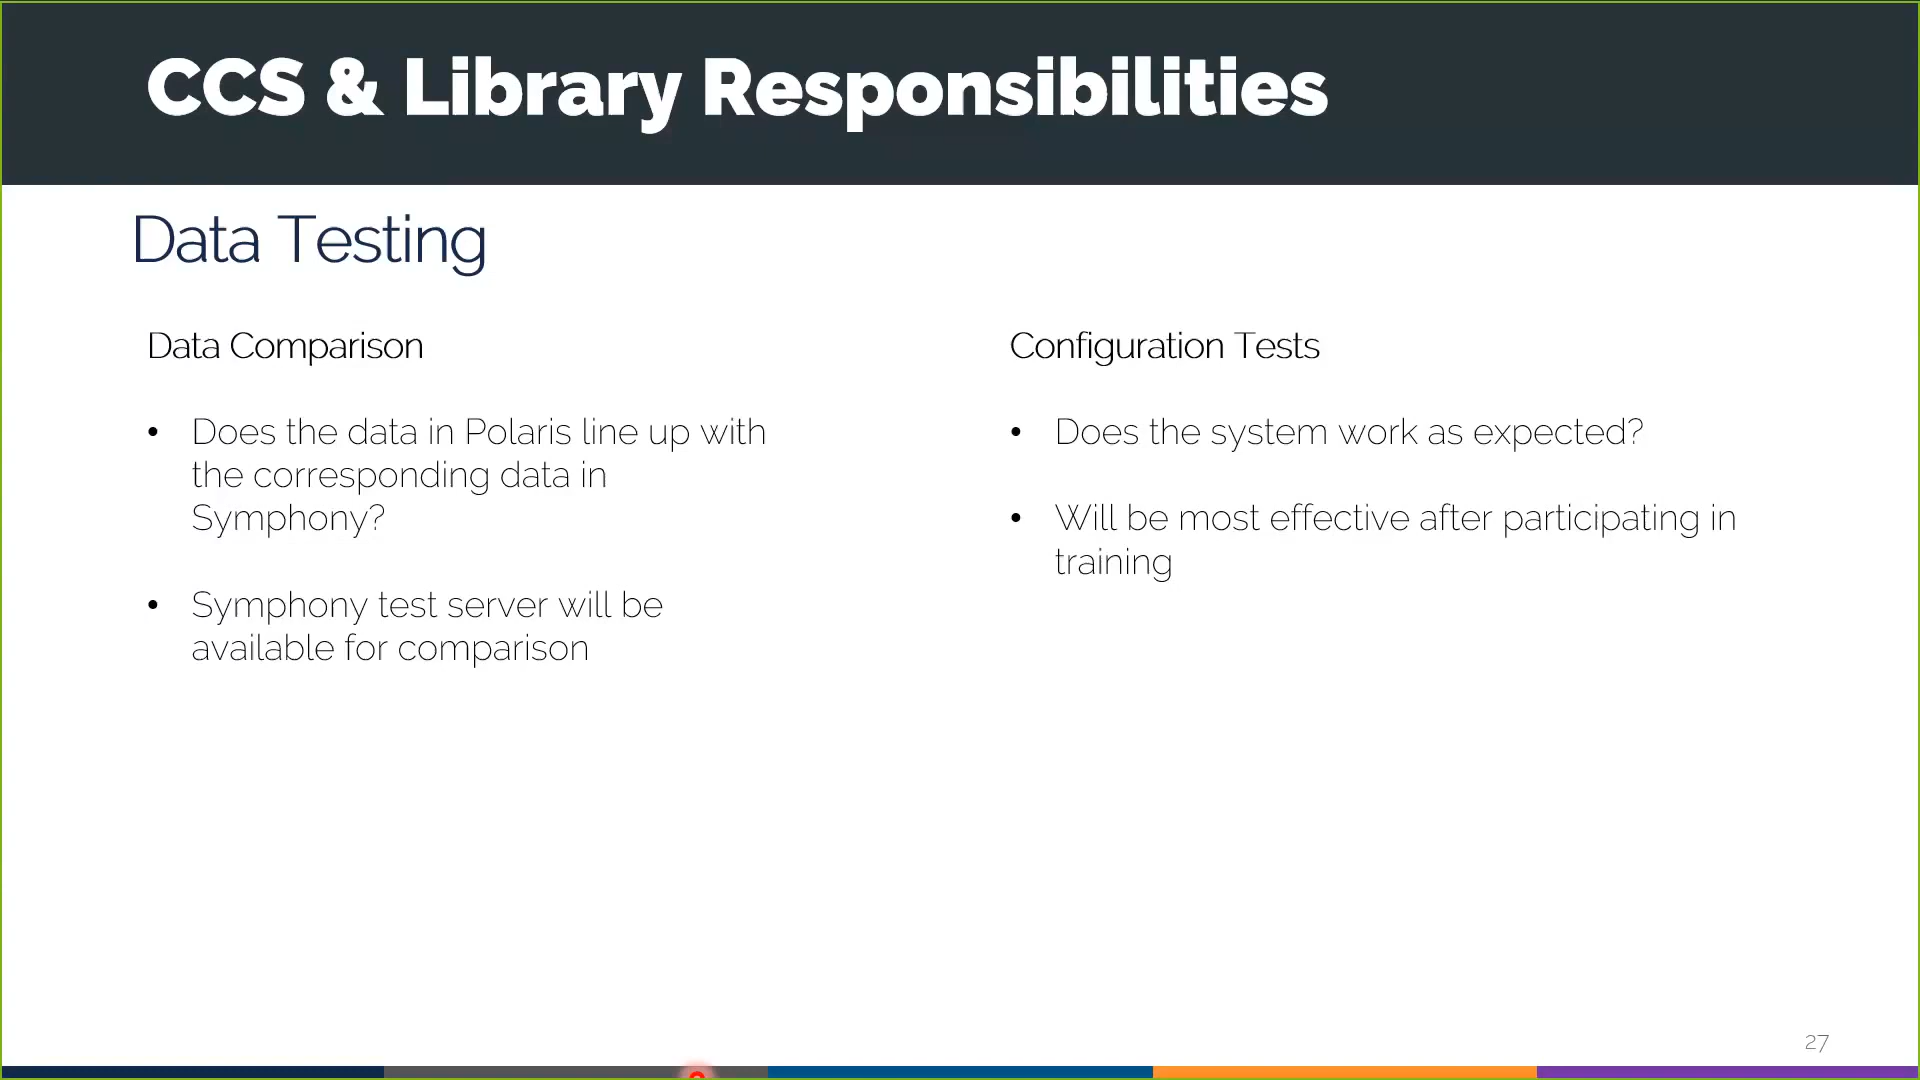 CCS & Library Responsibilities
Data Testing
Data Comparison
• Does the data in Polaris line up with
the corresponding data in
Symphony?
• Symphony test server will be
available for comparison
Configuration Tests
• Does the system work as expected?
• Will be most effective after participating in
training
27